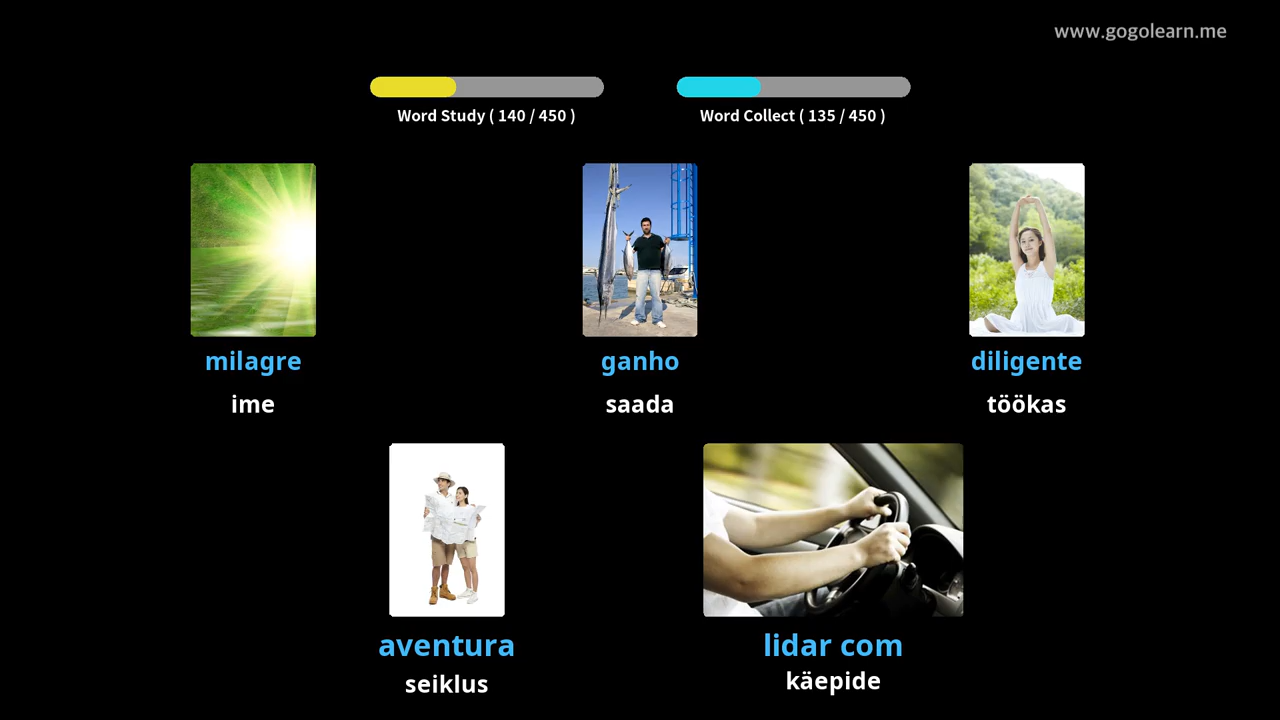 www.gogolearn.me
Word Study ( 140 / 450 )
Word Collect ( 135 / 450 )
milagre
ganho
diligente
ime
saada
töökas
aventura
lidar com
seiklus
käepide